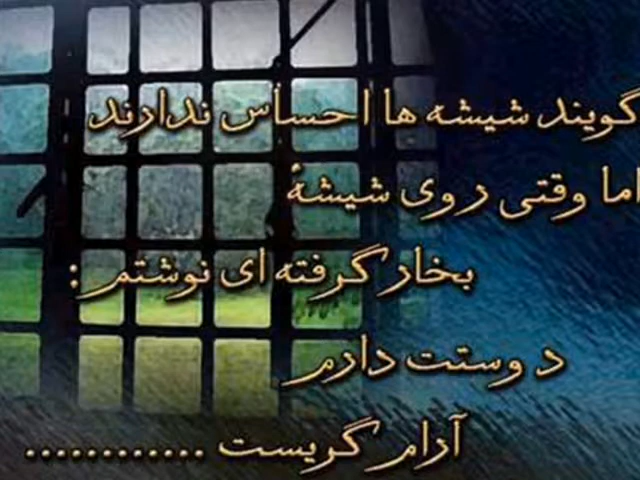 گویند شیشه ها احساس ندارند
اما وقتی روی شیشهٔ
بخار گرفته ای نوشتم :
دوستت دارم
آرام گریست ............